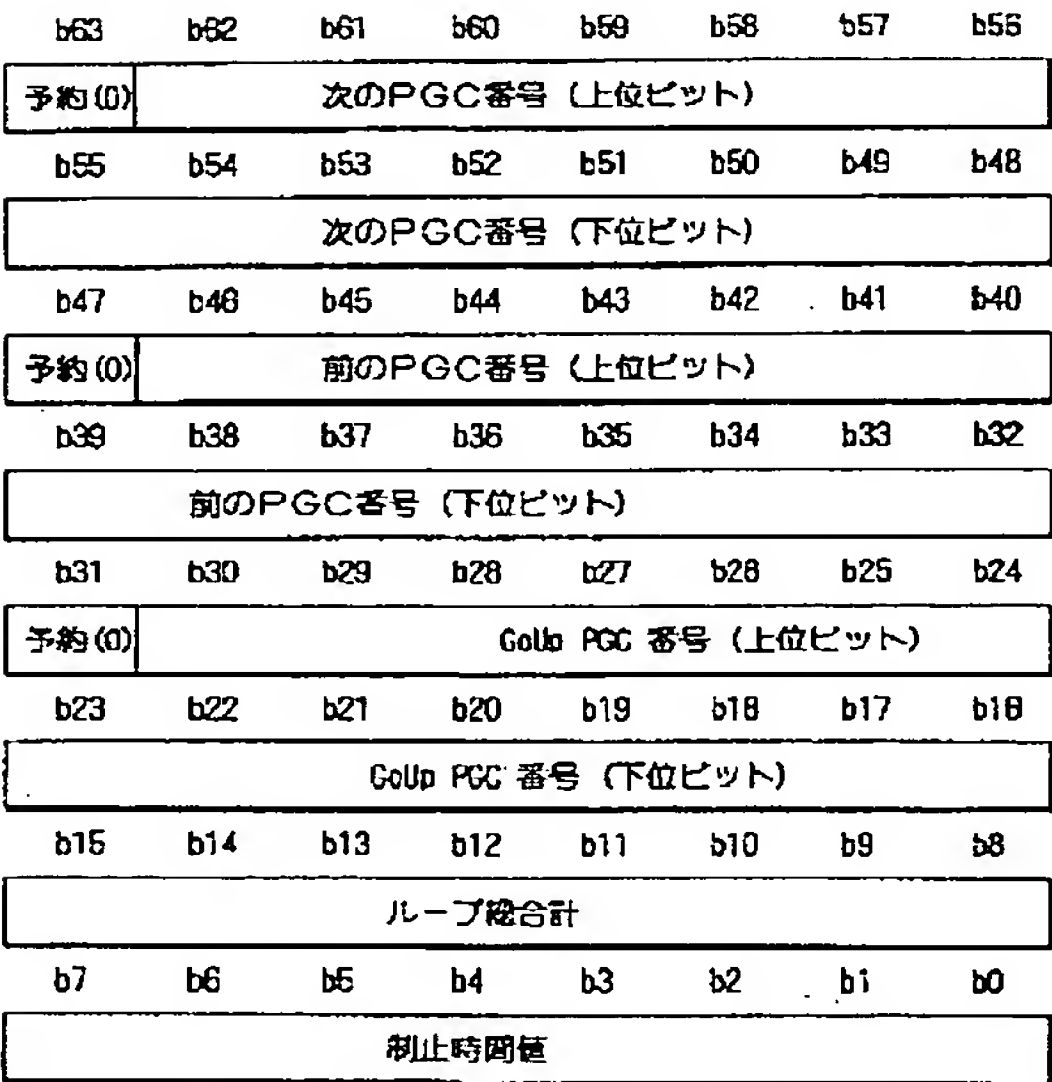 b63 b62 b61 b60 b59 b58 b57 b56
予約(0) 次のPGC番号(上位ビット)
b55 b54 b53 b52 b51 b50 b49 b48
次のPGC番号(下位ビット)
b47 b46 b45 b44 b43 b42 b41 b40
予約(0) 前のPGC番号(上位ビット)
b39 b38 b37 b36 b35 b34 b33 b32
前のPGC番号(下位ビット)
b31 b30 b29 b28 b27 b26 b25 b24
予約(0) GoUp PGC 番号(上位ビット)
b23 b22 b21 b20 b19 b18 b17 b16
GoUp PGC 番号(下位ビット)
b15 b14 b13 b12 b11 b10 b9 b8
ループ総合計
b7 b6 b5 b4 b3 b2 b1 b0
制止時間値